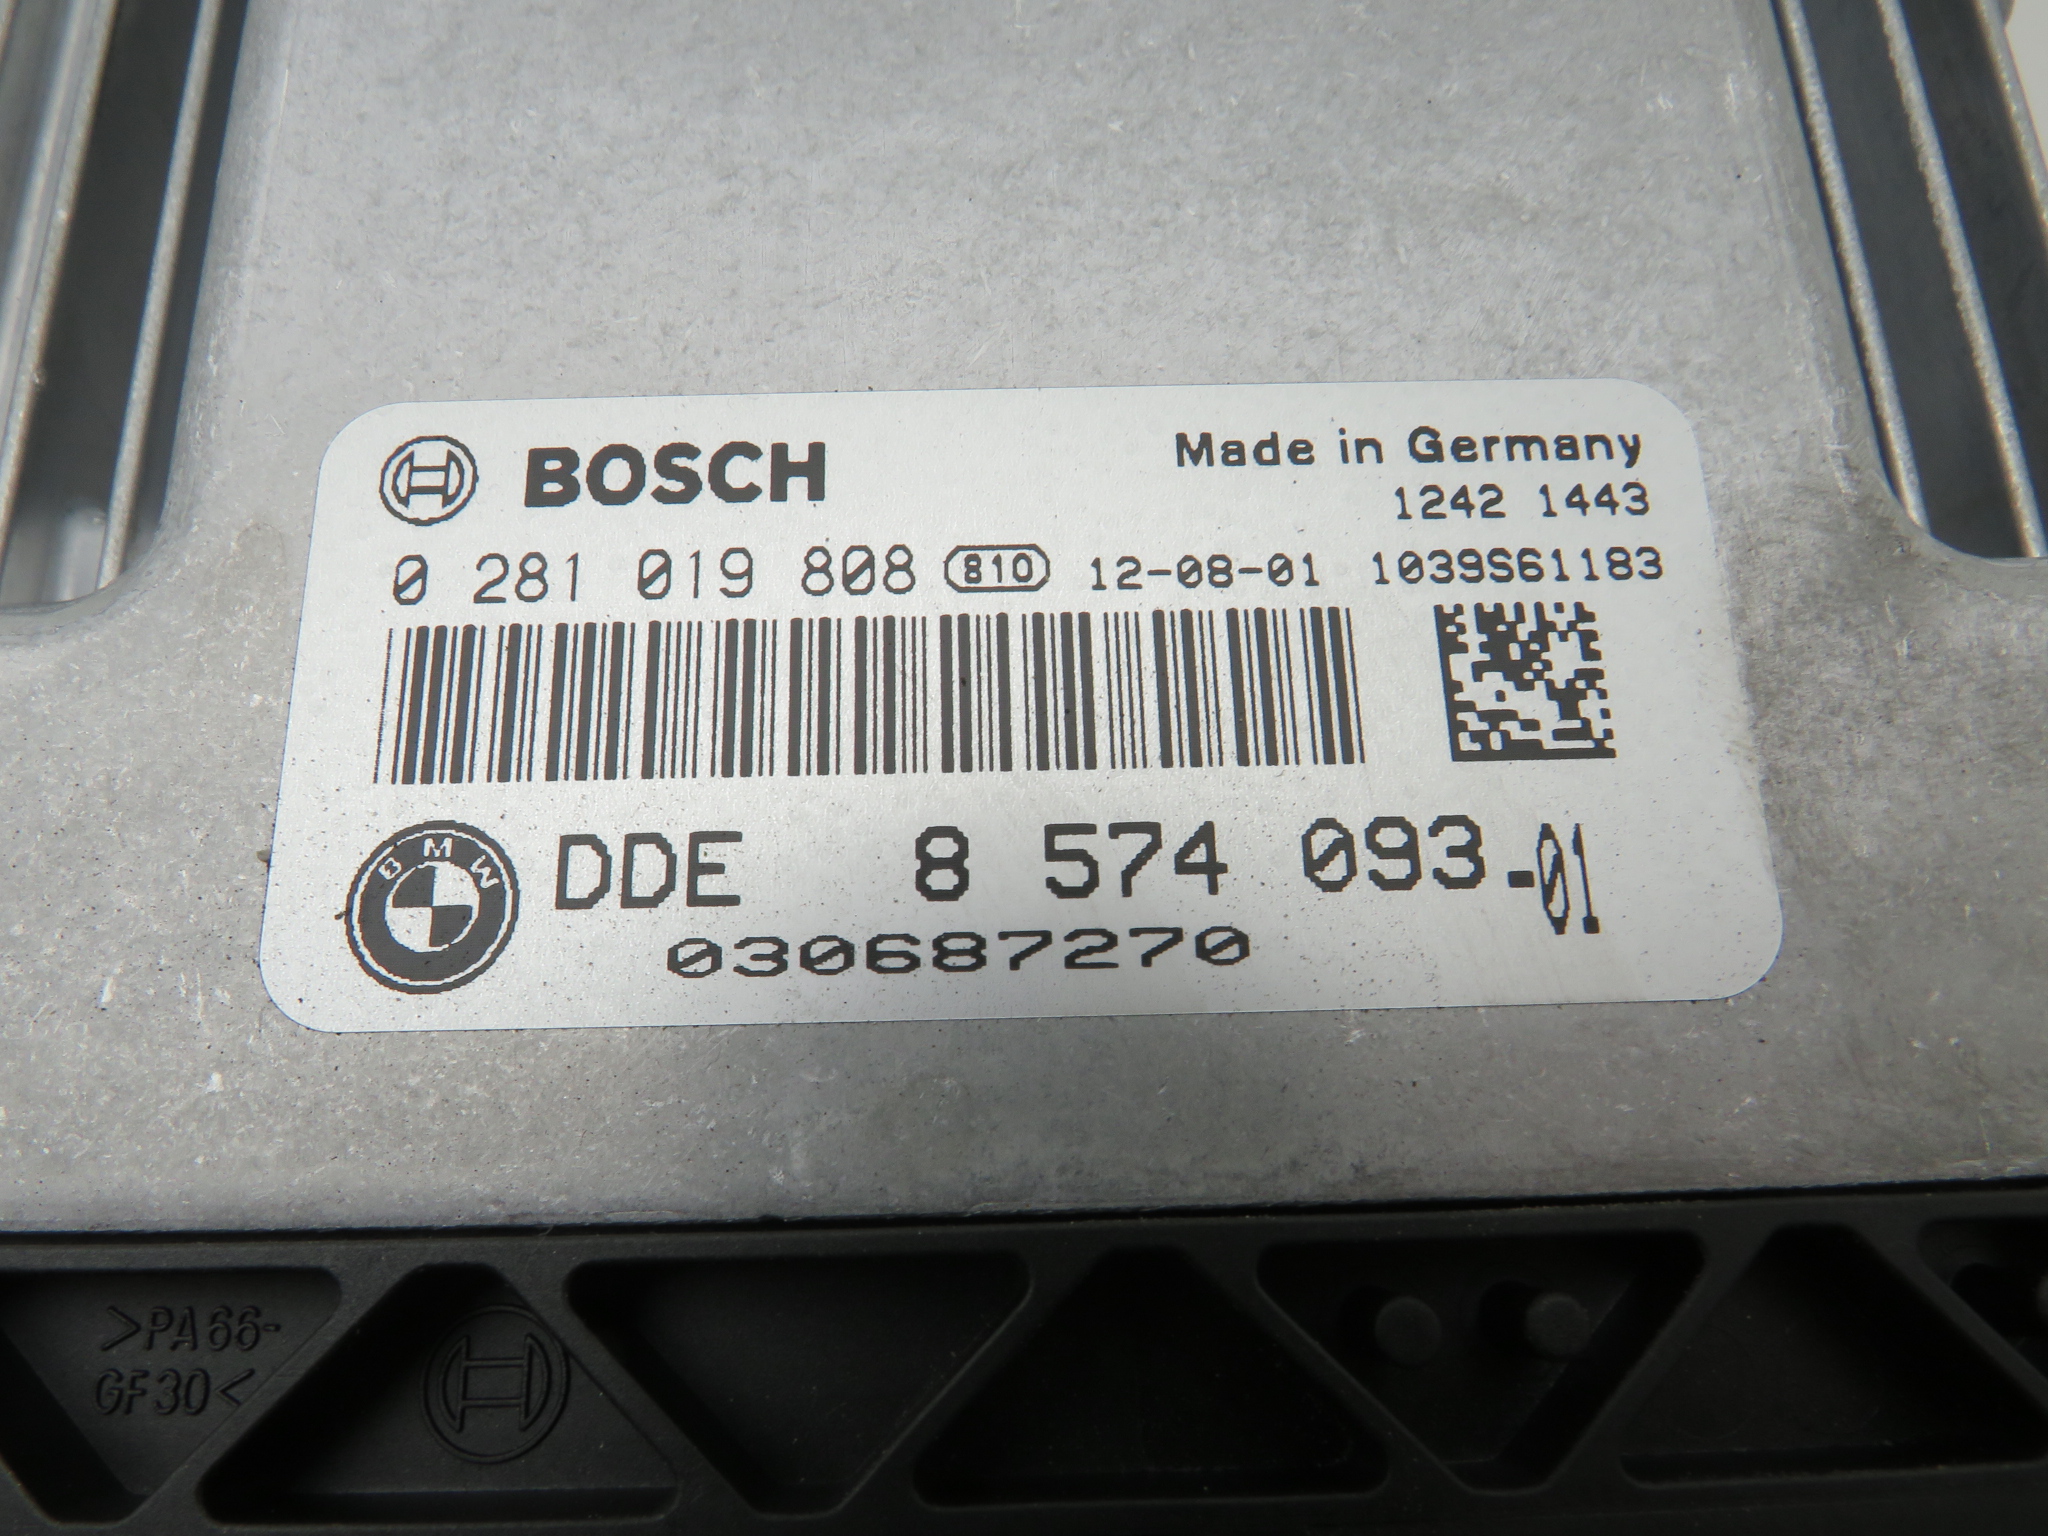 BOSCH
Made in Germany
1242 1443
0 281 019 808 810 12-08-01 1039S61183
BMW
DDE 8 574 093-01
030687270
>PA66-
GF30<